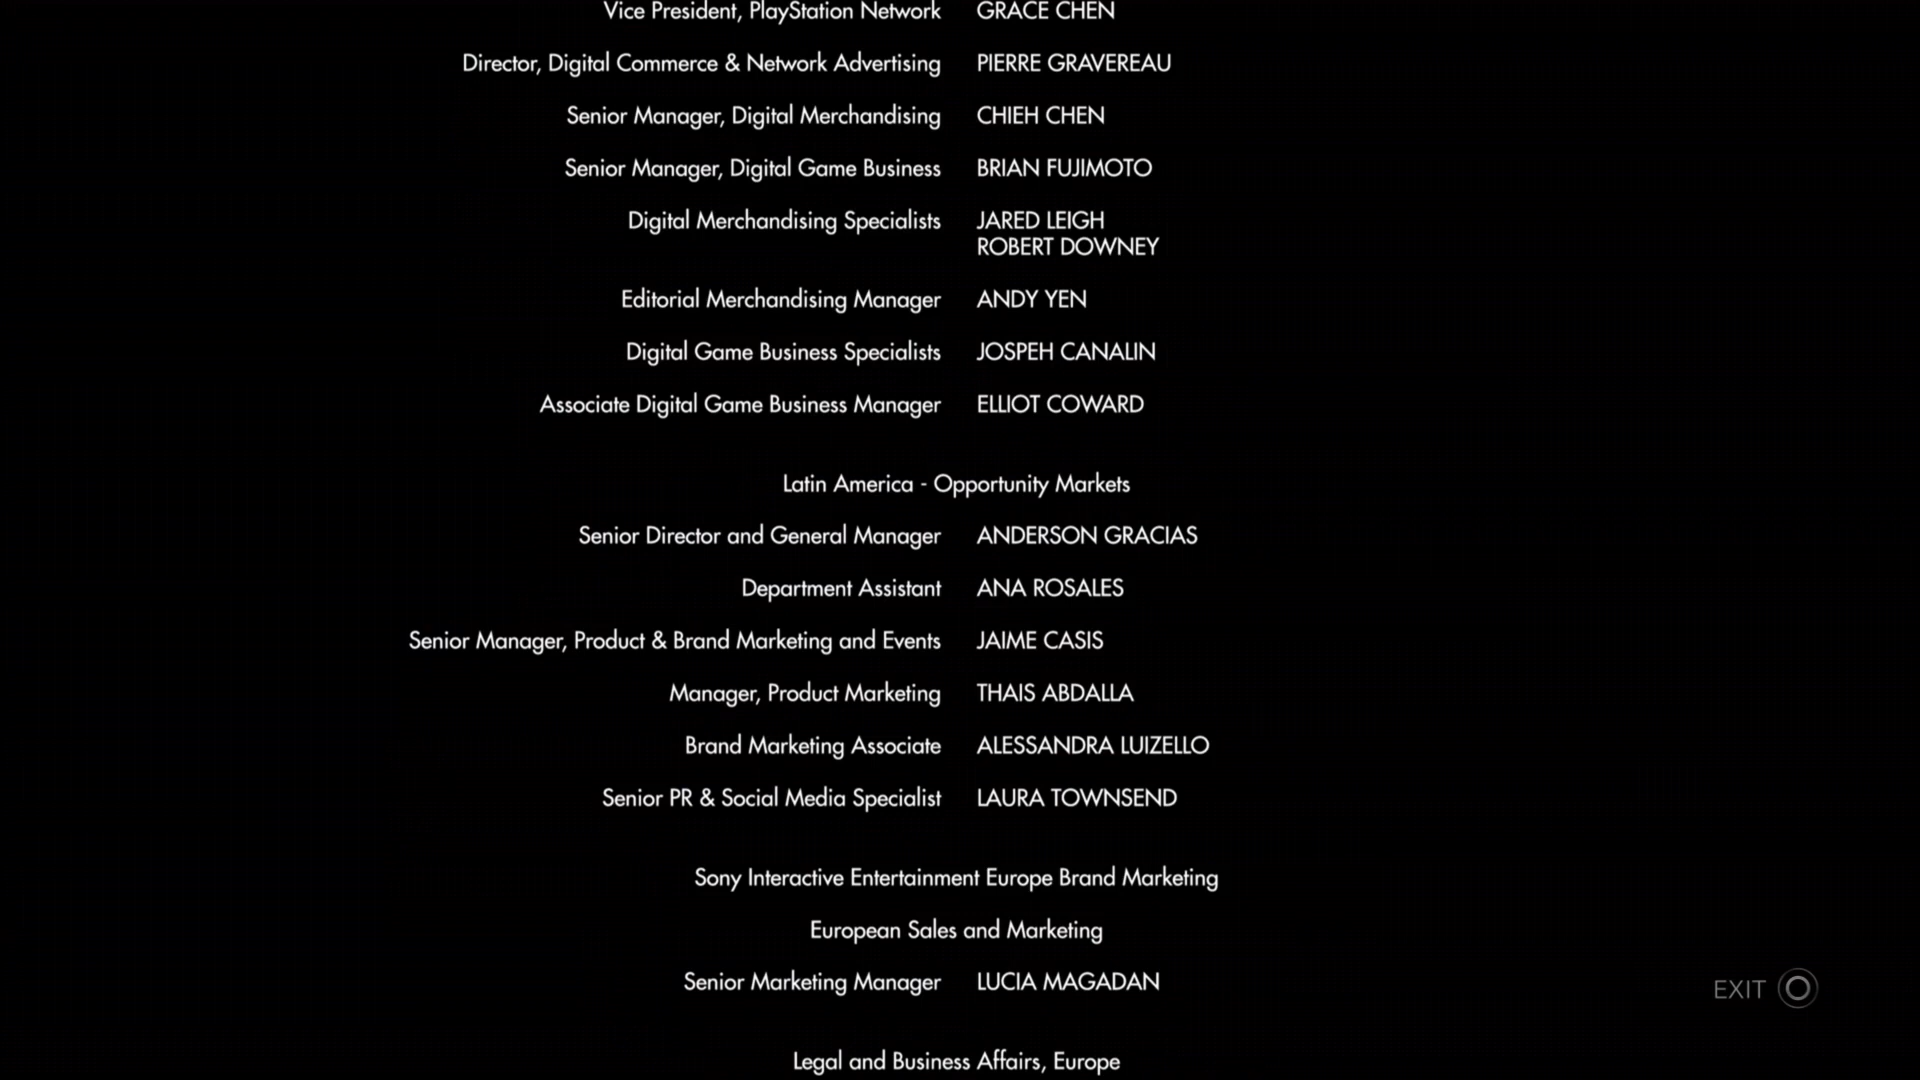 Vice President, PlayStation Network GRACE CHEN
Director, Digital Commerce & Network Advertising PIERRE GRAVEREAU
Senior Manager, Digital Merchandising CHIEH CHEN
Senior Manager, Digital Game Business BRIAN FUJIMOTO
Digital Merchandising Specialists JARED LEIGH
ROBERT DOWNEY
Editorial Merchandising Manager ANDY YEN
Digital Game Business Specialists JOSPEH CANALIN
Associate Digital Game Business Manager ELLIOT COWARD
Latin America - Opportunity Markets
Senior Director and General Manager ANDERSON GRACIAS
Department Assistant ANA ROSALES
Senior Manager, Product & Brand Marketing and Events JAIME CASIS
Manager, Product Marketing THAIS ABDALLA
Brand Marketing Associate ALESSANDRA LUIZELLO
Senior PR & Social Media Specialist LAURA TOWNSEND
Sony Interactive Entertainment Europe Brand Marketing
European Sales and Marketing
Senior Marketing Manager LUCIA MAGADAN
EXIT
Legal and Business Affairs, Europe